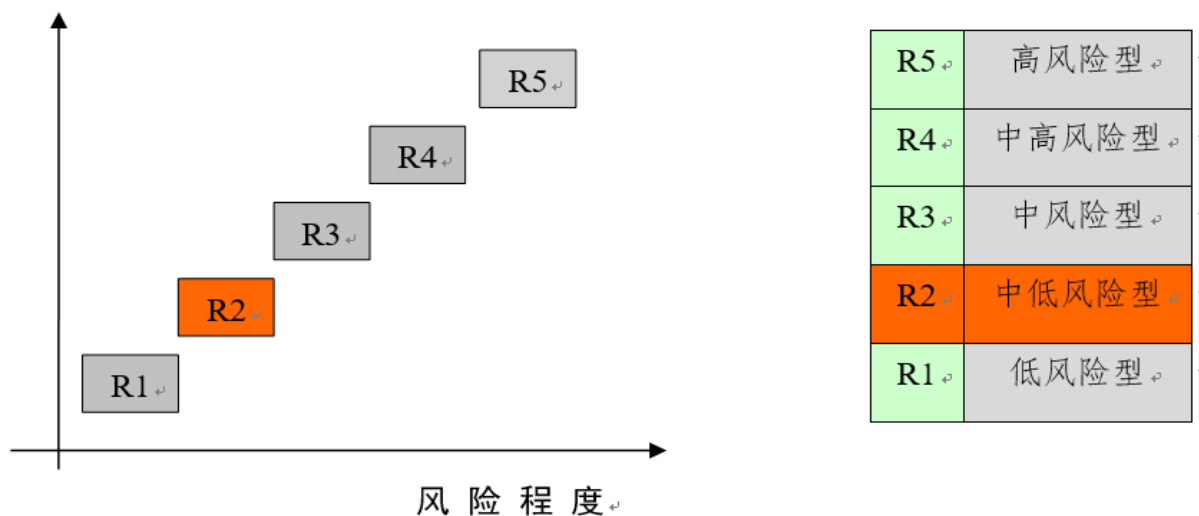 R5
R4
R3
R2
R1
风险程度
R5 高风险型
R4 中高风险型
R3 中风险型
R2 中低风险型
R1 低风险型